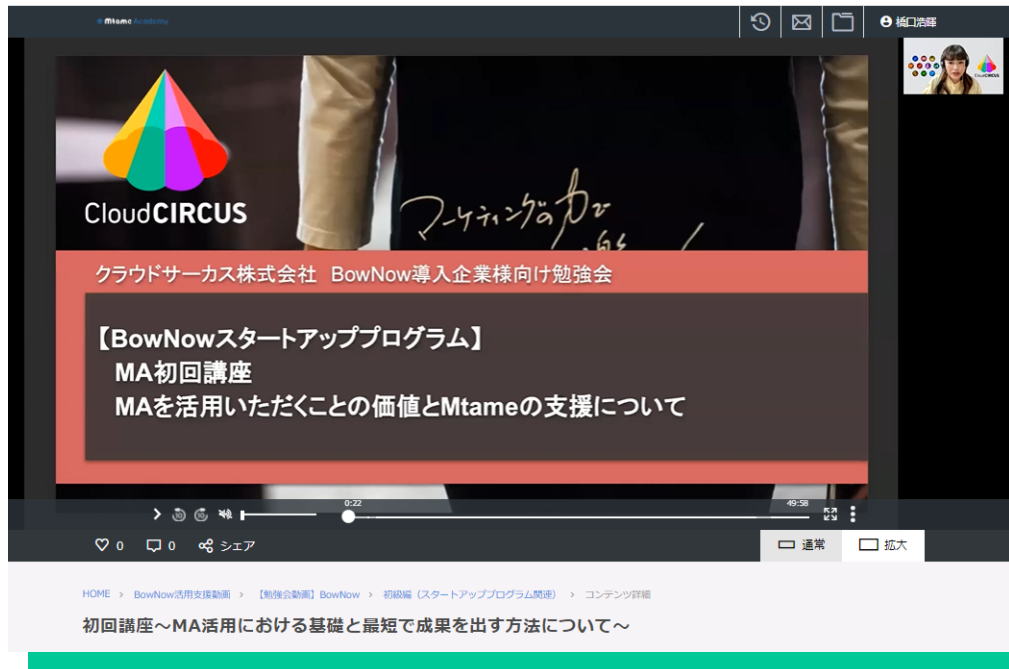 Mtame Academy
橋口浩輝
CloudCIRCUS
マーケティングの力で
クラウドサーカス株式会社 BowNow導入企業様向け勉強会
【BowNowスタートアッププログラム】
MA初回講座
MAを活用いただくことの価値とMtameの支援について
0:22
49:58
10
10
0
0
シェア
通常
拡大
HOME > BowNow活用支援動画 > 【勉強会動画】BowNow > 初級編（スタートアッププログラム関連） > コンテンツ詳細
初回講座～MA活用における基礎と最短で成果を出す方法について～